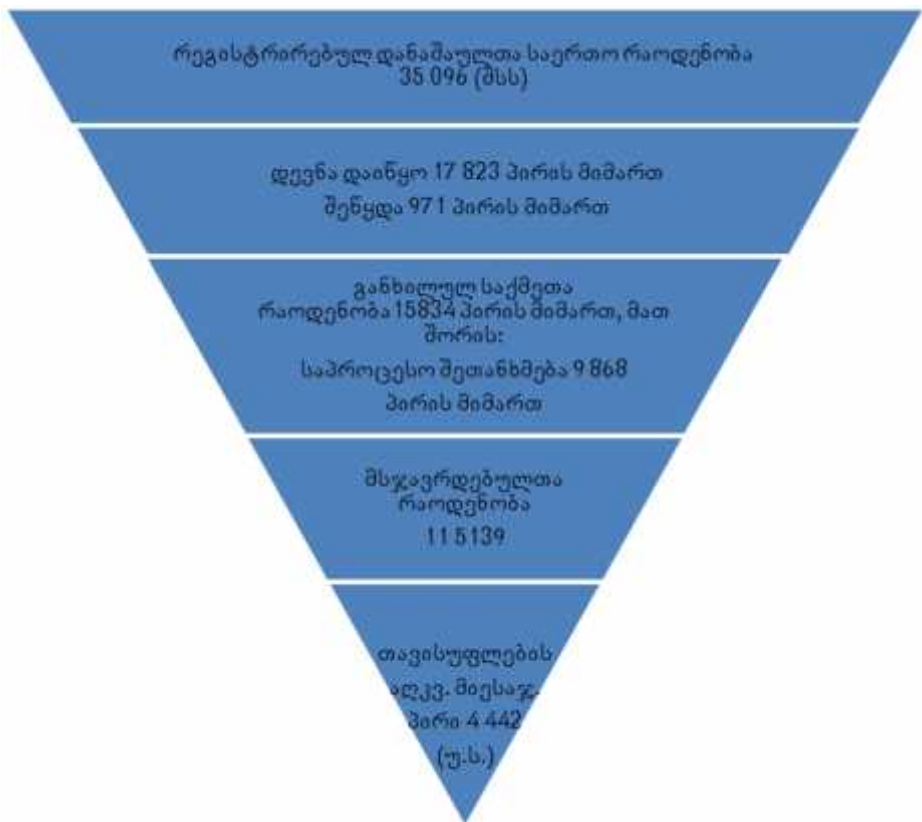 რეგისტრირებულ დანაშაულთა საერთო რაოდენობა
35 096 (შსს)
დევნა დაიწყო 17 823 პირის მიმართ
შეწყდა 971 პირის მიმართ
განხილულ საქმეთა
რაოდენობა 15834 პირის მიმართ, მათ
შორის:
საპროცესო შეთანხმება 9 868
პირის მიმართ
მსჯავრდებულთა
რაოდენობა
11 5139
თავისუფლების
აღკვ. მიესაჯ.
პირი 4 442
(უ.ს.)